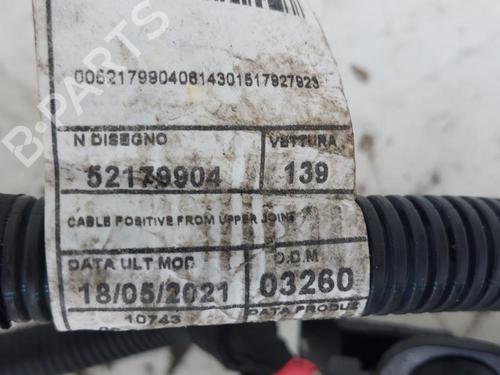 00521799040814301517927923
N DISEGNO
VETTURA
52179904
139
CABLE POSITIVE FROM UPPER JOINT
DATA ULT MOD
O.D.M
18/05/2021
03260
10743
DATA PRODUZ
B-PARTS